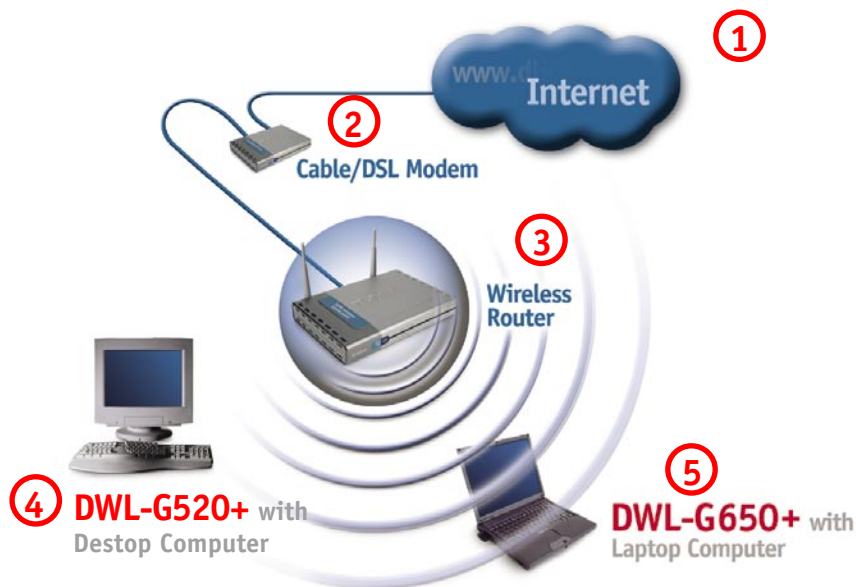 1
www.dl
Internet
2
Cable/DSL Modem
3
Wireless
Router
4
DWL-G520+ with
Destop Computer
5
DWL-G650+ with
Laptop Computer